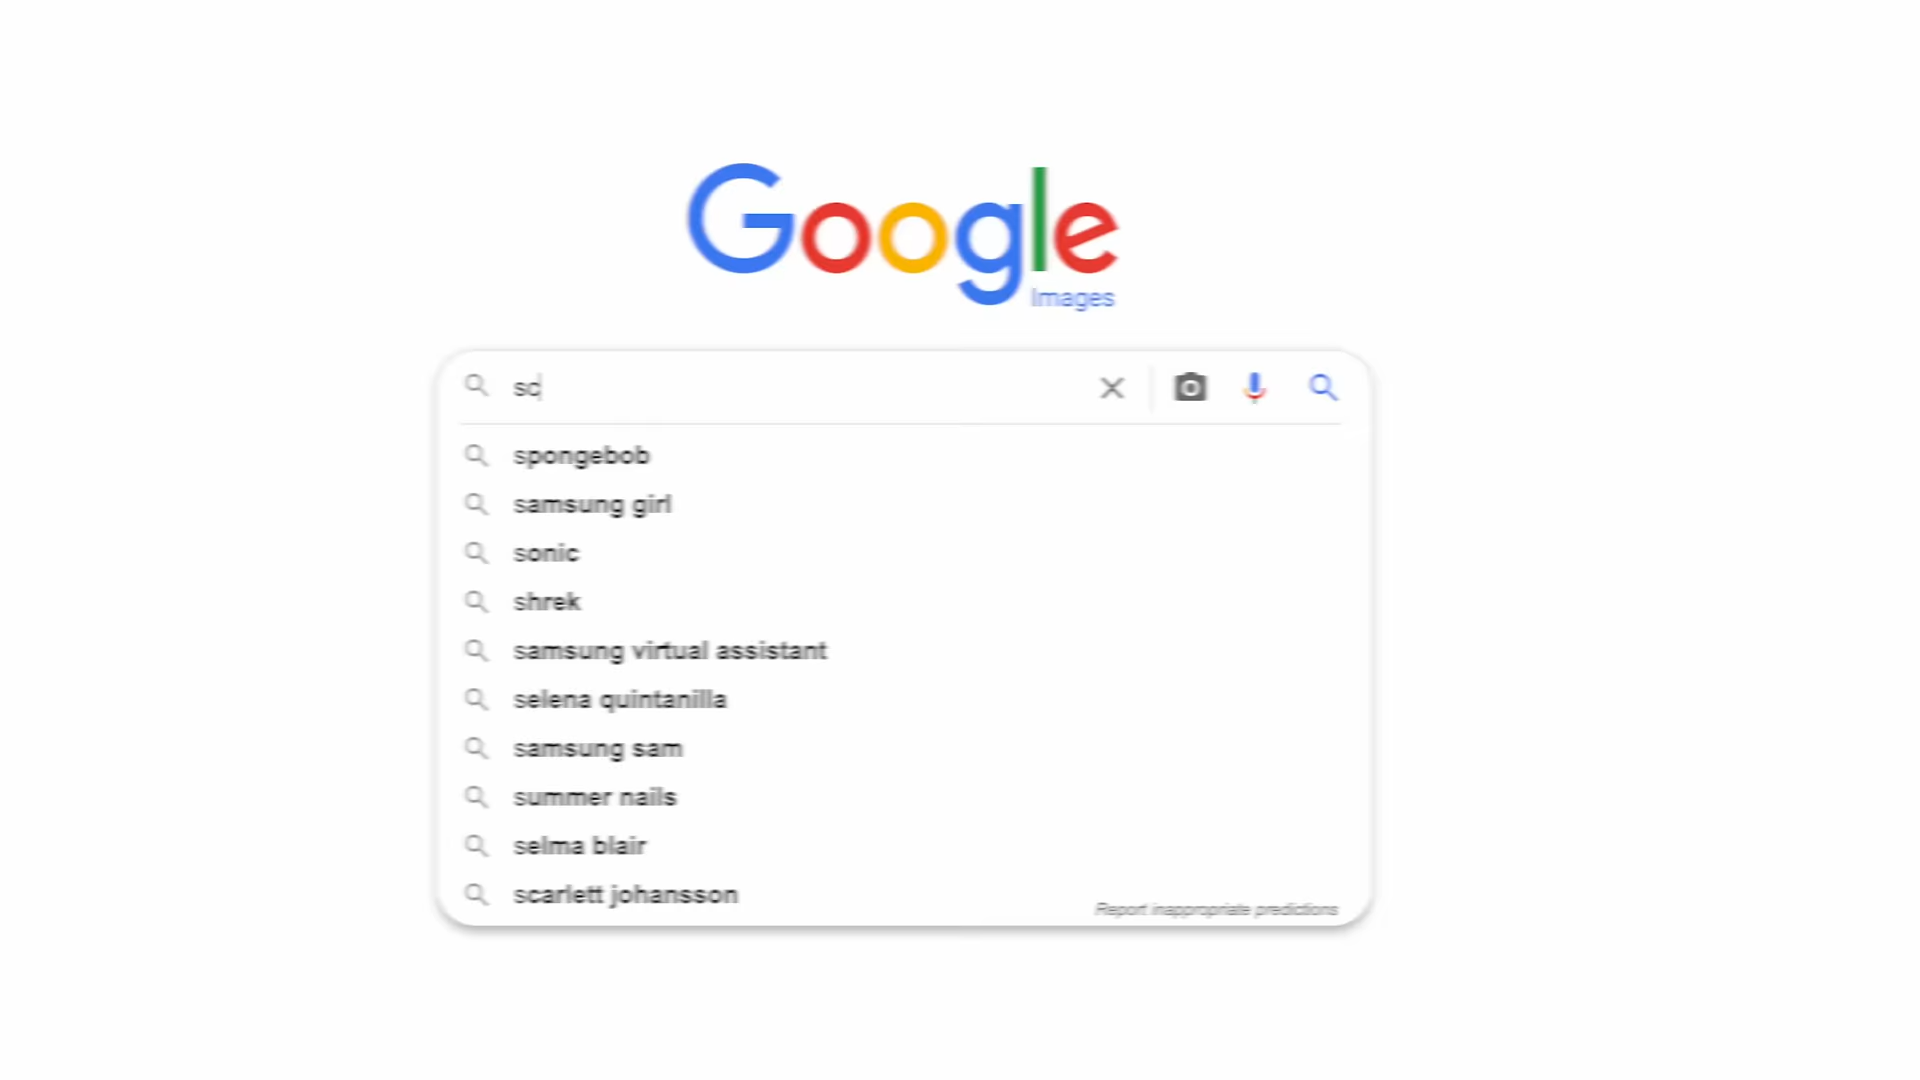 Google
Images
sc
spongebob
samsung girl
sonic
shrek
samsung virtual assistant
selena quintanilla
samsung sam
summer nails
selma blair
scarlett johansson
Report inappropriate predictions